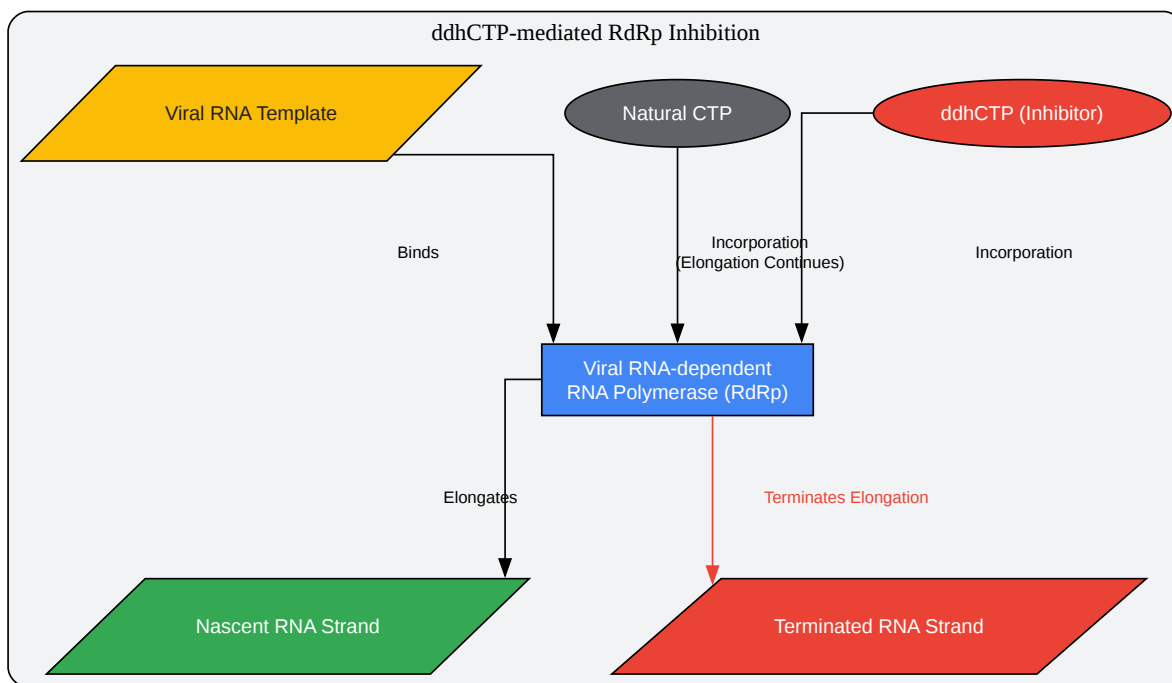 ddhCTP-mediated RdRp Inhibition
Viral RNA Template
Natural CTP
ddhCTP (Inhibitor)
Binds
Incorporation
(Elongation Continues)
Incorporation
Viral RNA-dependent
RNA Polymerase (RdRp)
Elongates
Terminates Elongation
Nascent RNA Strand
Terminated RNA Strand